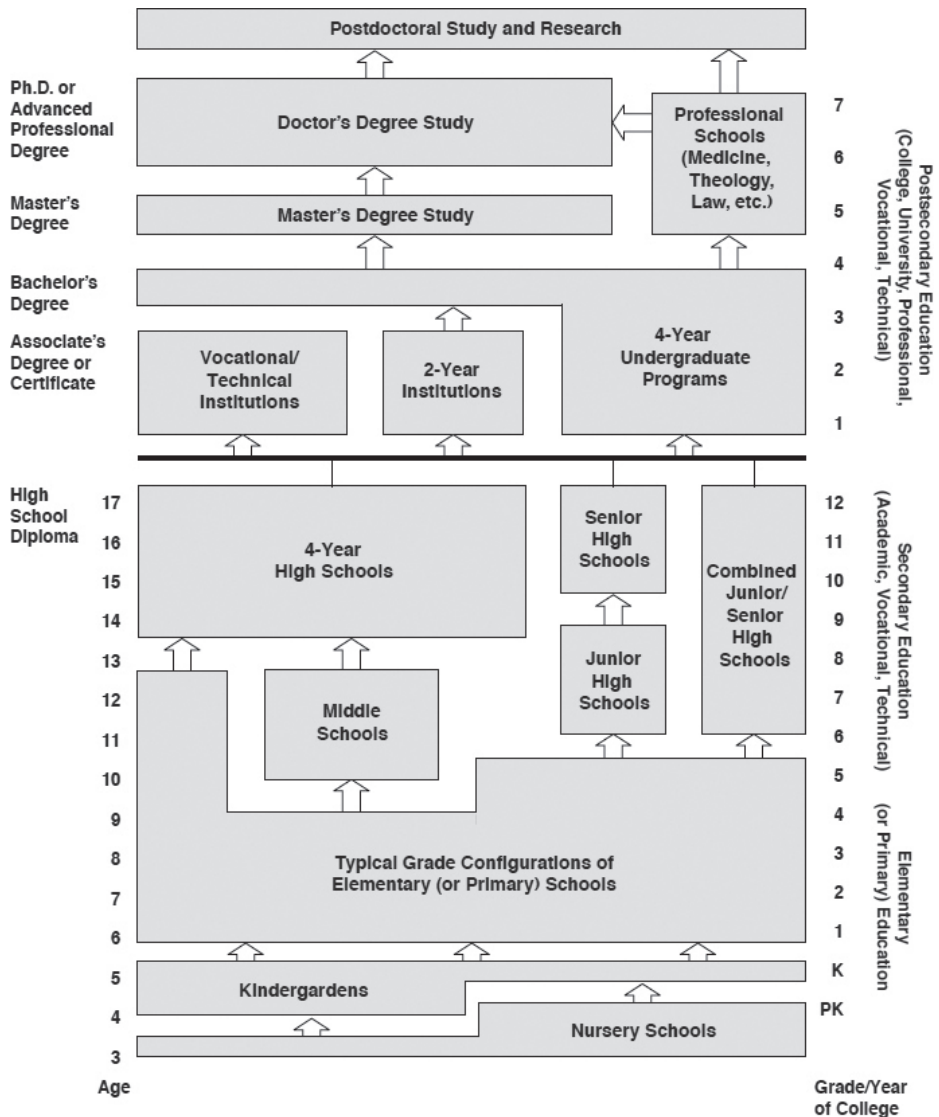 Postdoctoral Study and Research
Ph.D. or
Advanced
Professional
Degree
Doctor's Degree Study
Professional
Schools
(Medicine,
Theology,
Law, etc.)
7
6
Master's
Degree
Master's Degree Study
5
Postsecondary Education
(College, University, Professional,
Vocational, Technical)
4
Bachelor's
Degree
3
Associate's
Degree or
Certificate
Vocational/
Technical
Institutions
2-Year
Institutions
4-Year
Undergraduate
Programs
2
1
High
School
Diploma
17
16
15
14
13
12
11
10
9
8
7
6
5
4
3
4-Year
High Schools
Senior
High
Schools
Combined
Junior/
Senior
High
Schools
Junior
High
Schools
Middle
Schools
12
11
10
9
8
7
6
5
4
3
2
1
K
PK
Secondary Education
(Academic, Vocational, Technical)
Typical Grade Configurations of
Elementary (or Primary) Schools
Elementary
(or Primary) Education
Kindergardens
Nursery Schools
Age
Grade/Year
of College